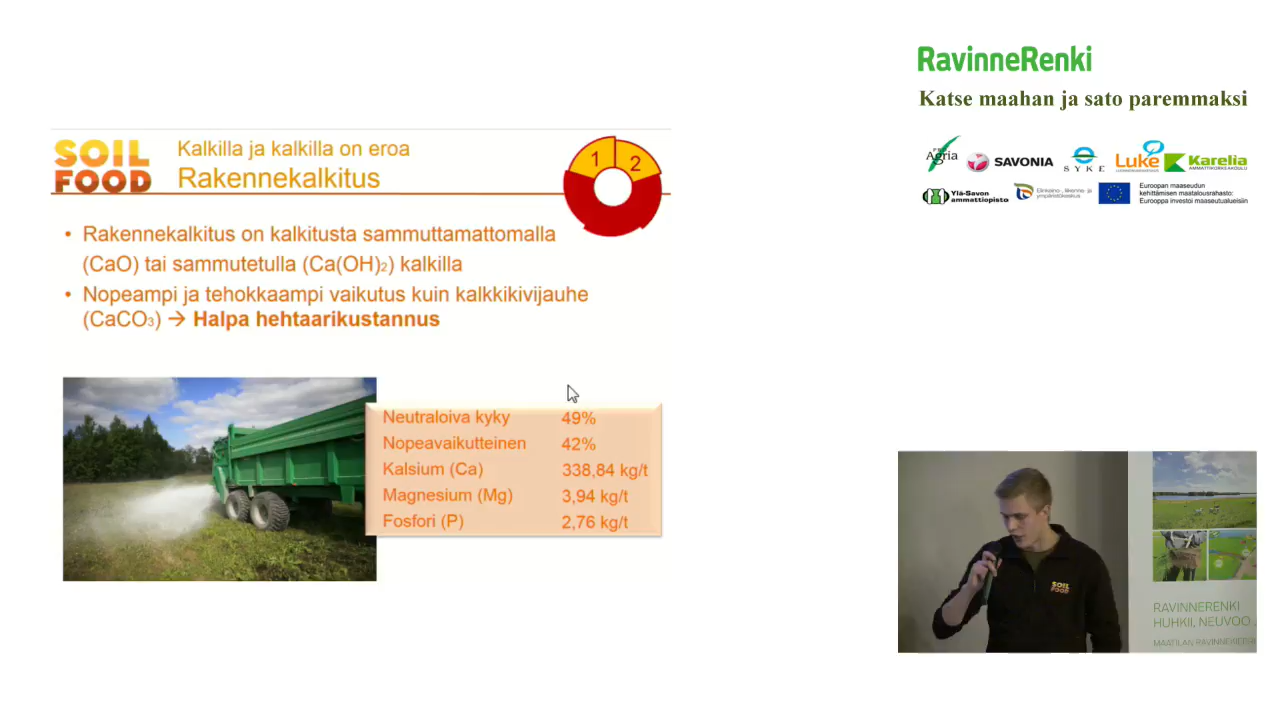 RavinneRenki
Katse maahan ja sato paremmaksi
Agria
SAVONIA
SYKE
Luke
Karelia
AMMATTIKORKEAKOULU
Ylä-Savon
ammattiopisto
Elinkeino-, liikenne- ja
ympäristökeskus
Euroopan maaseudun
kehittämisen maatalousrahasto:
Eurooppa investoi maaseutualueisiin
SOIL
FOOD
Kalkilla ja kalkilla on eroa
Rakennekalkitus
1
2
• Rakennekalkitus on kalkitusta sammuttamattomalla
(CaO) tai sammutetulla (Ca(OH)₂) kalkilla
• Nopeampi ja tehokkaampi vaikutus kuin kalkkikivijauhe
(CaCO₃) → Halpa hehtaarikustannus
Neutraloiva kyky 49%
Nopeavaikutteinen 42%
Kalsium (Ca) 338,84 kg/t
Magnesium (Mg) 3,94 kg/t
Fosfori (P) 2,76 kg/t
SOIL
FOOD
RAVINNERENKI
HUHKII, NEUVOO